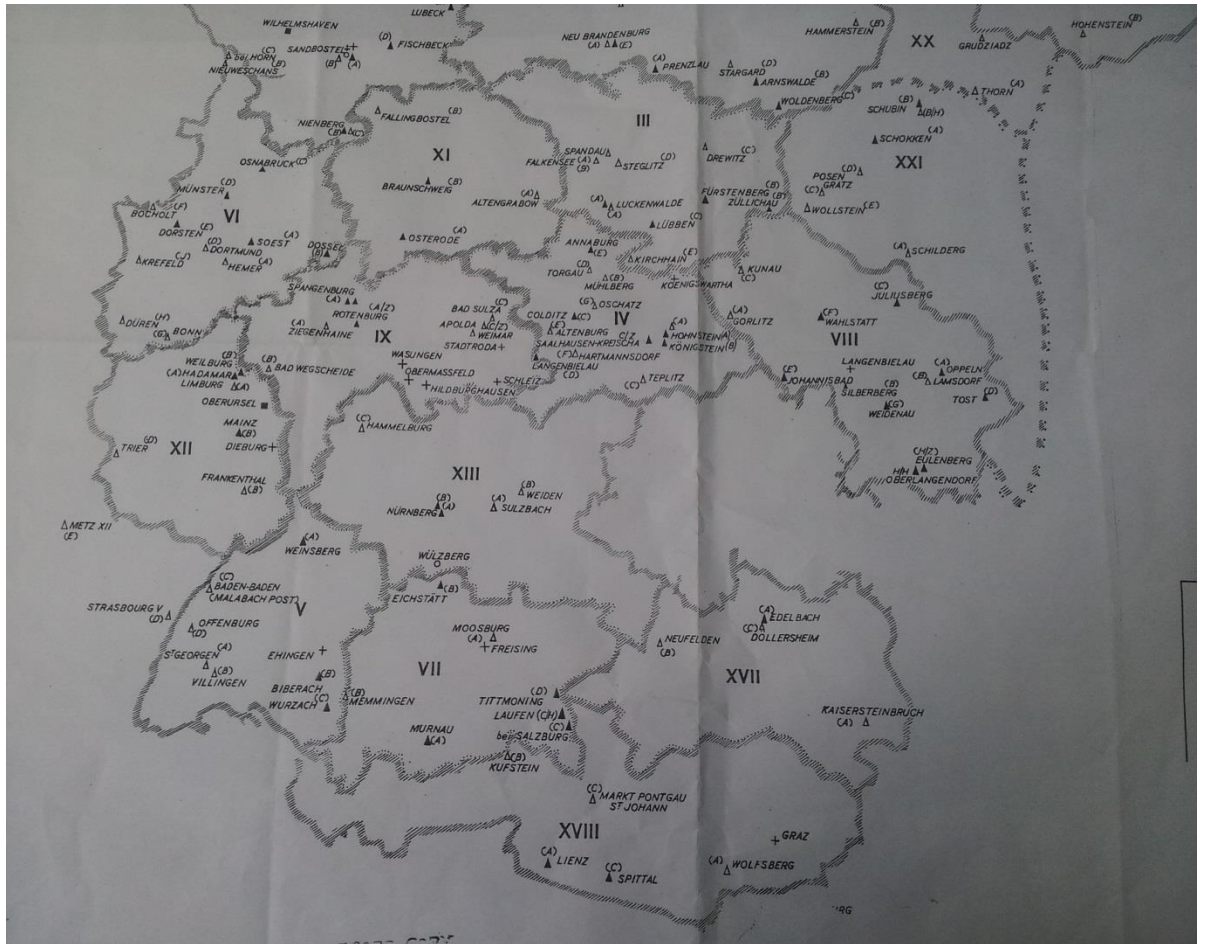 LUBECK
WILHELMSHAVEN
(D)
FISCHBECK
SANDBOSTEL
(B) (A)
(C)
bei HORN
(B)
NIEUWESCHANS
NEU BRANDENBURG
(A) (E)
(A)
PRENZLAU
(D)
STARGARD
(B)
ARNSWALDE
(B)
HAMMERSTEIN
XX
GRUDZIADZ
(B)
HOHENSTEIN
(A)
THORN
(C)
WOLDENBERG
(B)
SCHUBIN
(B/H)
(A)
SCHOKKEN
XXI
(B)
FALLINGBOSTEL
NIENBERG
(B) (C)
XI
III
SPANDAU
FALKENSEE (A)
(B)
(D)
STEGLITZ
(C)
DREWITZ
(C)
OSNABRUCK
(D)
MÜNSTER
(B)
BRAUNSCHWEIG
(A)
ALTENGRABOW
LUCKENWALDE
(A)
(B)
FÜRSTENBERG
(B)
ZÜLLICHAU
(D)
POSEN
(C) GRATZ
(E)
WOLLSTEIN
(F)
BOCHOLT
VI
(E)
DORSTEN
(D)
DORTMUND
(A)
SOEST
(A)
HEMER
(J)
KREFELD
DOSSEL
(B)
(A)
OSTERODE
(C)
LÜBBEN
ANNABURG
(E)
(E)
KIRCHHAIN
(D)
TORGAU
(B)
MÜHLBERG
KOENIGSWARTHA
KUNAU
(C)
(A)
SCHILDERG
(C)
JULIUSBERG
SPANGENBURG
(A)
(A/Z)
ROTENBURG
(A)
ZIEGENHAINE
IX
(C)
BAD SULZA
APOLDA (C/Z)
WEIMAR
STADTRODA
(G) OSCHATZ
COLDITZ (C)
IV
(E)
ALTENBURG
C/Z
SAALHAUSEN-KREISCHA
(A)
HOHNSTEIN(A)
KÖNIGSTEIN(B)
(A)
GORLITZ
(F)
WAHLSTATT
VIII
(H)
DÜREN
(G) BONN
WASUNGEN
OBERMASSFELD
HILDBURGHAUSEN
SCHLEIZ
LANGENBIELAU
(D)
(F) HARTMANNSDORF
(C) TEPLITZ
(E)
JOHANNISBAD
LANGENBIELAU
(B)
SILBERBERG
(G)
WEIDENAU
(A)
OPPELN
(B)
LAMSDORF
(D)
TOST
(B)
WEILBURG
(A) HADAMAR
LIMBURG (A)
(B)
BAD WEGSCHEIDE
OBERURSEL
MAINZ
(B)
DIEBURG
(D)
TRIER
XII
FRANKENTHAL
(B)
(C)
HAMMELBURG
XIII
(B)
WEIDEN
(A)
SULZBACH
(B)
NÜRNBERG (A)
(H/Z)
EULENBERG
H/H
OBERLANGENDORF
METZ XII
(E)
(A)
WEINSBERG
WÜLZBERG
(B)
EICHSTÄTT
(C)
BADEN-BADEN
(MALABACH POST)
V
STRASBOURG V
(D)
OFFENBURG
(D)
(A)
ST GEORGEN
(B)
VILLINGEN
EHINGEN
(B)
BIBERACH
(C)
WURZACH
(B)
MEMMINGEN
MOOSBURG
(A)
FREISING
VII
(D)
TITTMONING
LAUFEN (C/H)
(C)
bei SALZBURG
MURNAU
(A)
(B)
KUFSTEIN
(A)
EDELBACH
(C)
DOLLERSHEIM
NEUFELDEN
(B)
XVII
KAISERSTEINBRUCH
(A)
(C)
MARKT PONTGAU
ST JOHANN
XVIII
(A)
LIENZ
(C)
SPITTAL
GRAZ
(A)
WOLFSBERG
RG
COPY